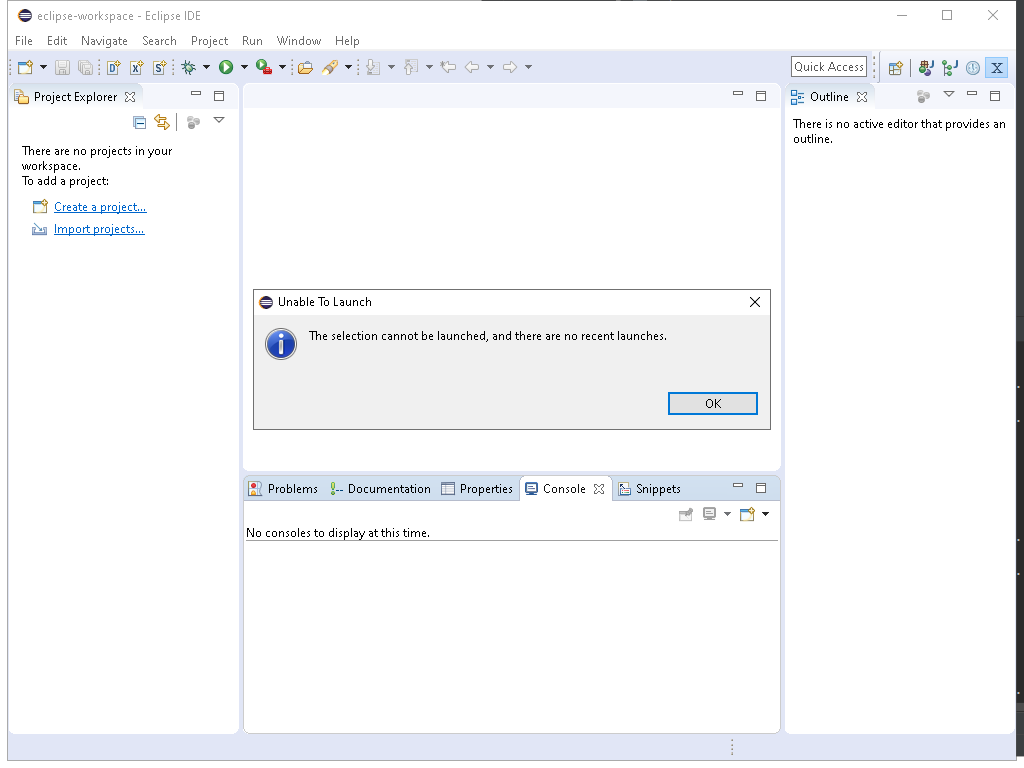 eclipse-workspace - Eclipse IDE
File Edit Navigate Search Project Run Window Help
Quick Access
Project Explorer
There are no projects in your
workspace.
To add a project:
Create a project...
Import projects...
Outline
There is no active editor that provides an
outline.
Unable To Launch
The selection cannot be launched, and there are no recent launches.
OK
Problems Documentation Properties Console Snippets
No consoles to display at this time.